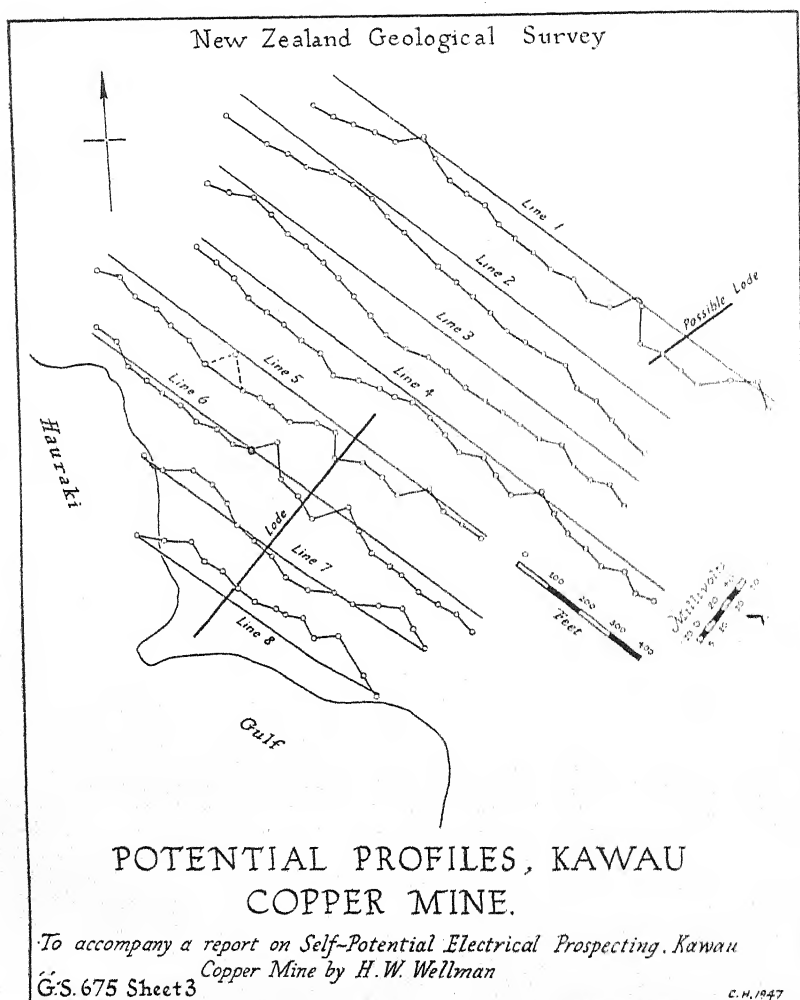 New Zealand Geological Survey
Line 1
Line 2
Possible Lode
Line 3
Line 4
Line 5
Line 6
Hauraki
Lode
Line 7
Line 8
0
100
200
300
400
Feet
Millivolts
Gulf
POTENTIAL PROFILES, KAWAU
COPPER MINE.
To accompany a report on Self-Potential Electrical Prospecting. Kawau
Copper Mine by H.W. Wellman
G.S. 675 Sheet 3
C.H. 1947